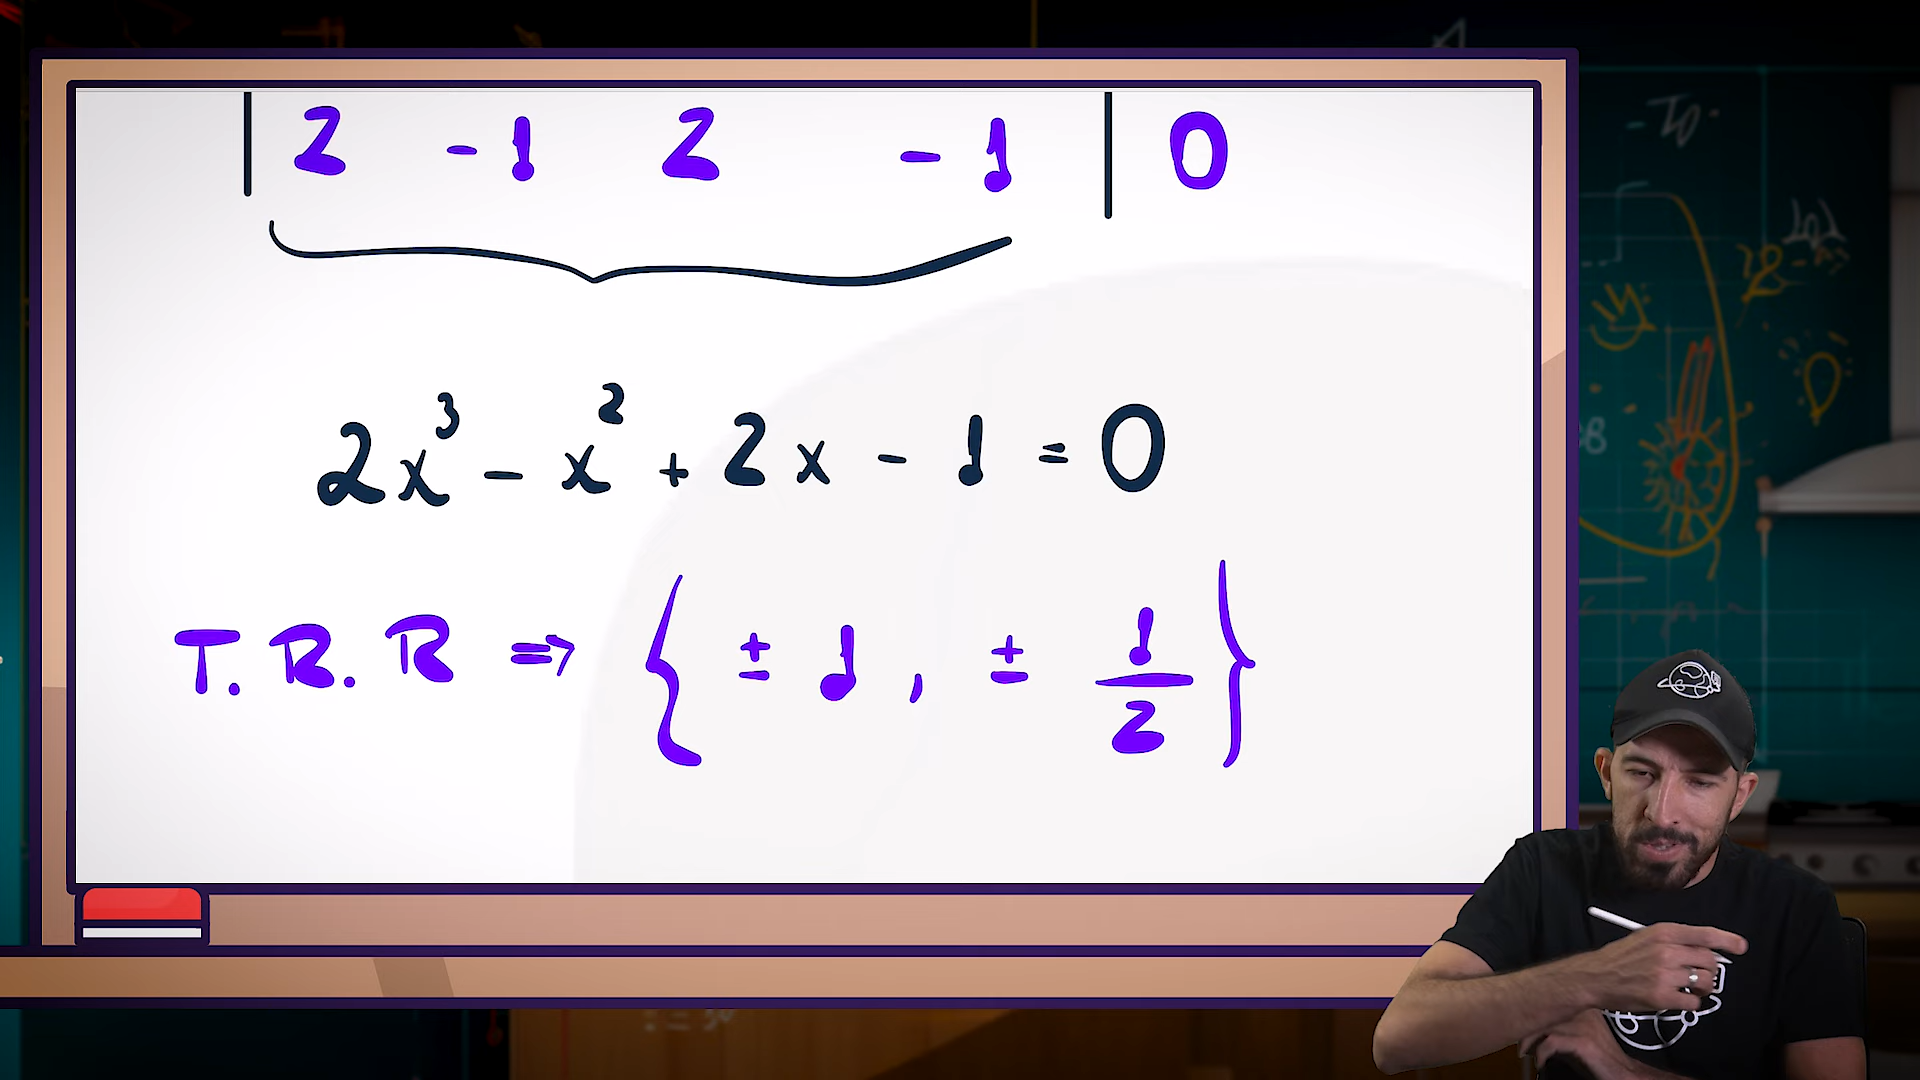 | 2 -1 2 -1 | 0
2x³ - x² + 2x - 1 = 0
T. R. R ⇒ { ± 1 , ± 1/2 }